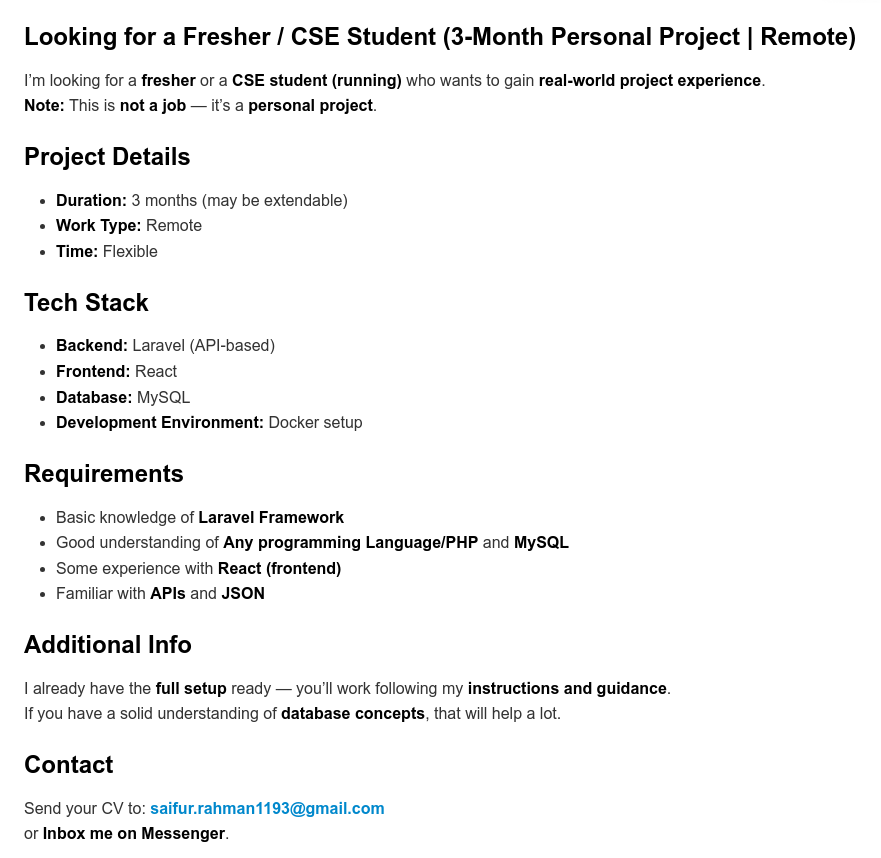 Looking for a Fresher / CSE Student (3-Month Personal Project | Remote)
I’m looking for a fresher or a CSE student (running) who wants to gain real-world project experience.
Note: This is not a job — it’s a personal project.
Project Details
• Duration: 3 months (may be extendable)
• Work Type: Remote
• Time: Flexible
Tech Stack
• Backend: Laravel (API-based)
• Frontend: React
• Database: MySQL
• Development Environment: Docker setup
Requirements
• Basic knowledge of Laravel Framework
• Good understanding of Any programming Language/PHP and MySQL
• Some experience with React (frontend)
• Familiar with APIs and JSON
Additional Info
I already have the full setup ready — you’ll work following my instructions and guidance.
If you have a solid understanding of database concepts, that will help a lot.
Contact
Send your CV to: saifur.rahman1193@gmail.com
or Inbox me on Messenger.